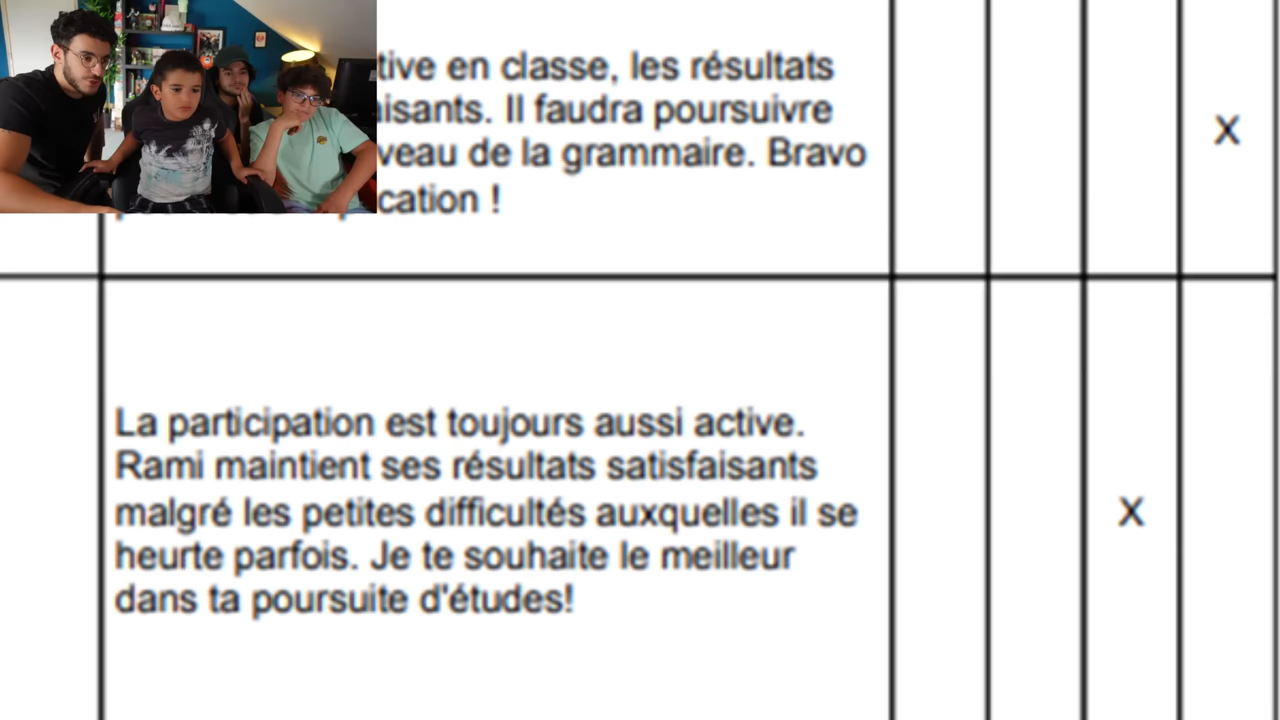 tive en classe, les résultats
isants. Il faudra poursuivre
veau de la grammaire. Bravo
cation !
X
La participation est toujours aussi active.
Rami maintient ses résultats satisfaisants
malgré les petites difficultés auxquelles il se
heurte parfois. Je te souhaite le meilleur
dans ta poursuite d'études!
X